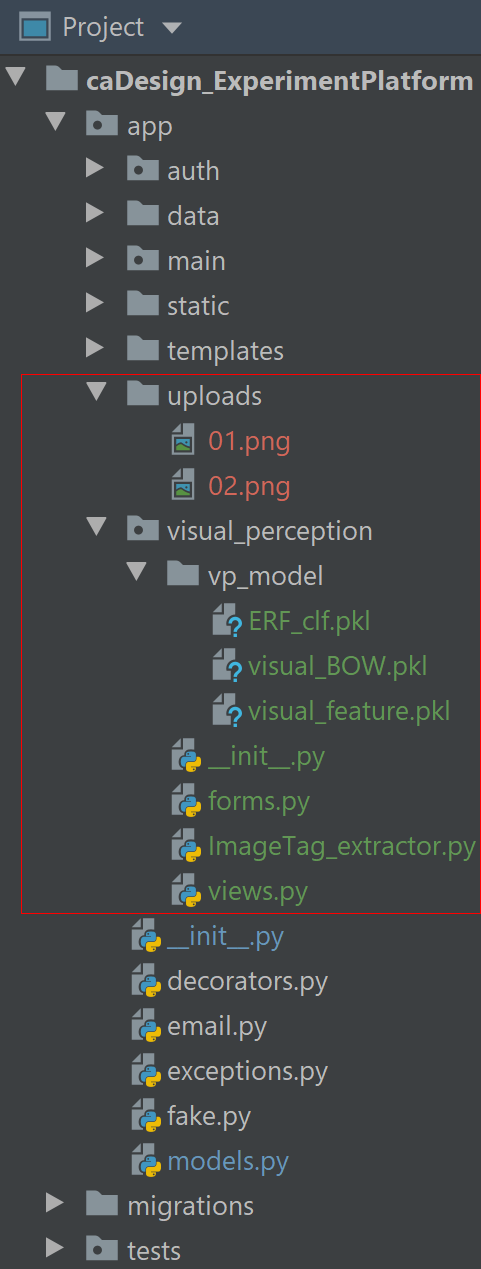 Project
caDesign_ExperimentPlatform
app
auth
data
main
static
templates
uploads
01.png
02.png
visual_perception
vp_model
ERF_clf.pkl
visual_BOW.pkl
visual_feature.pkl
__init__.py
forms.py
ImageTag_extractor.py
views.py
__init__.py
decorators.py
email.py
exceptions.py
fake.py
models.py
migrations
tests